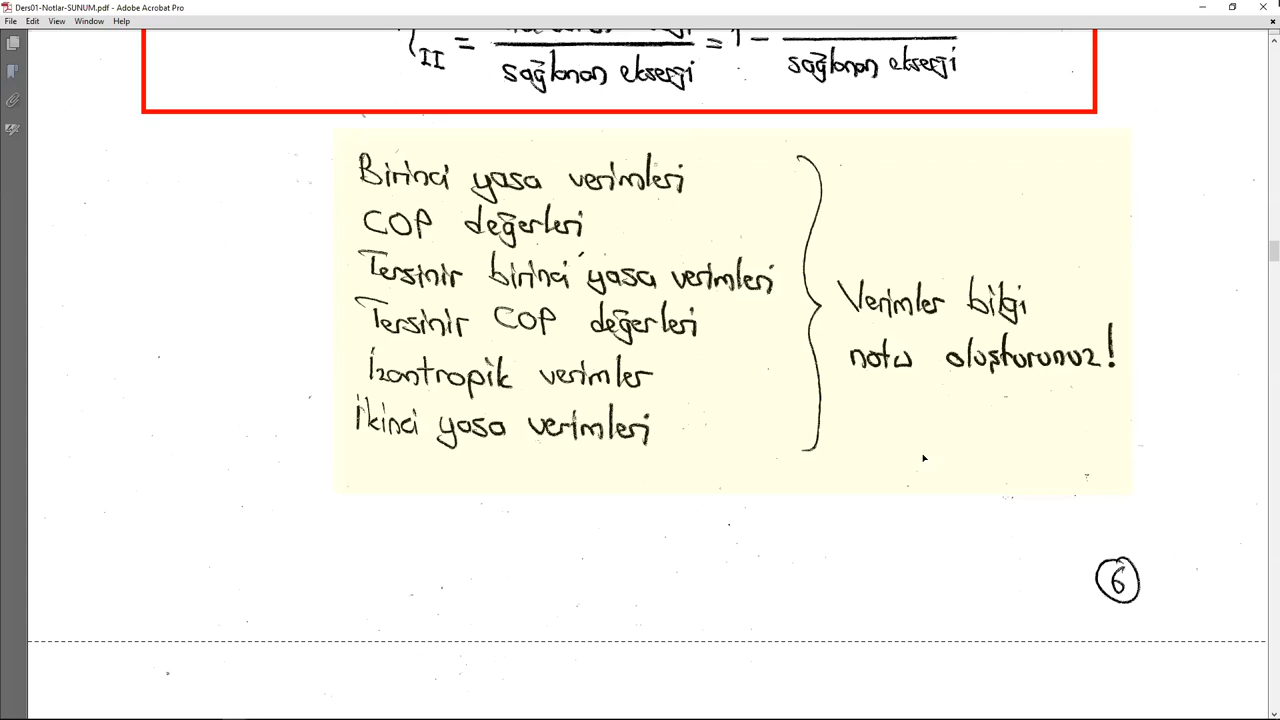 Ders01-Notlar-SUNUM.pdf - Adobe Acrobat Pro
File Edit View Window Help
η II = = 1 -
sağlanan ekserji sağlanan ekserji
Birinci yasa verimleri
COP değerleri
Tersinir birinci yasa verimleri
Tersinir COP değerleri
İzontropik verimler
İkinci yasa verimleri
Verimler bilgi
notu oluşturunuz!
6